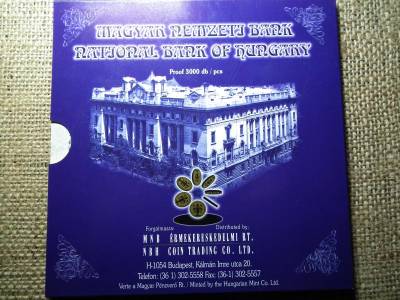 MAGYAR NEMZETI BANK
NATIONAL BANK OF HUNGARY
Proof 3000 db / pcs
Forgalmazza: Distributed by:
MNB ÉRMEKERESKEDELMI RT.
NBH COIN TRADING CO. LTD.
H-1054 Budapest, Kálmán Imre utca 20.
Telefon: (36 1) 302-5558 Fax: (36-1) 302-5557
Verte a Magyar Pénzverő Rt. / Minted by the Hungarian Mint Co. Ltd.